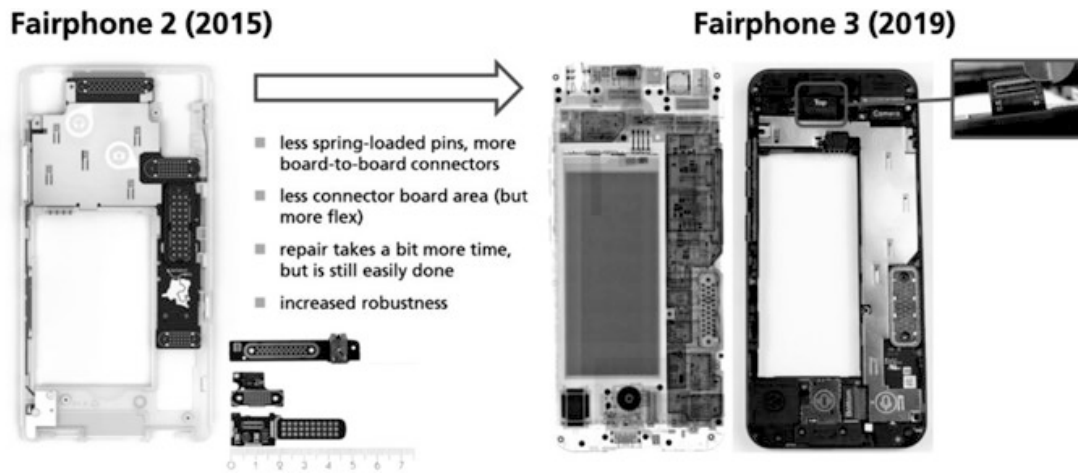 Fairphone 2 (2015)
Fairphone 3 (2019)
less spring-loaded pins, more
board-to-board connectors
less connector board area (but
more flex)
repair takes a bit more time,
but is still easily done
increased robustness
Top
Camera
0 1 2 3 4 5 6 7